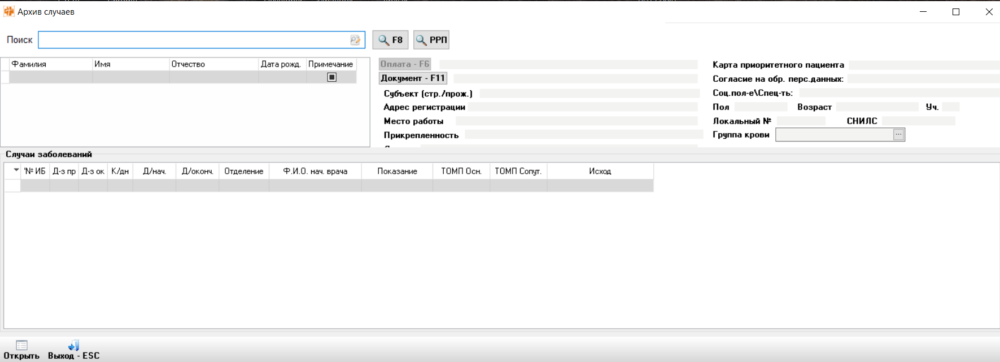 Архив случаев
Поиск
F8
РРП
Фамилия Имя Отчество Дата рожд. Примечание
Оплата - F6
Документ - F11
Субъект (стр./прож.)
Адрес регистрации
Место работы
Прикрепленность
Карта приоритетного пациента
Согласие на обр. перс.данных:
Соц.пол-е\Спец-ть:
Пол Возраст Уч.
Локальный № СНИЛС
Группа крови ...
Случаи заболеваний
'№ ИБ Д-з пр Д-з ок К/дн Д/нач. Д/оконч. Отделение Ф.И.О. нач. врача Показание ТОМП Осн. ТОМП Сопут. Исход
Открыть Выход - ESC